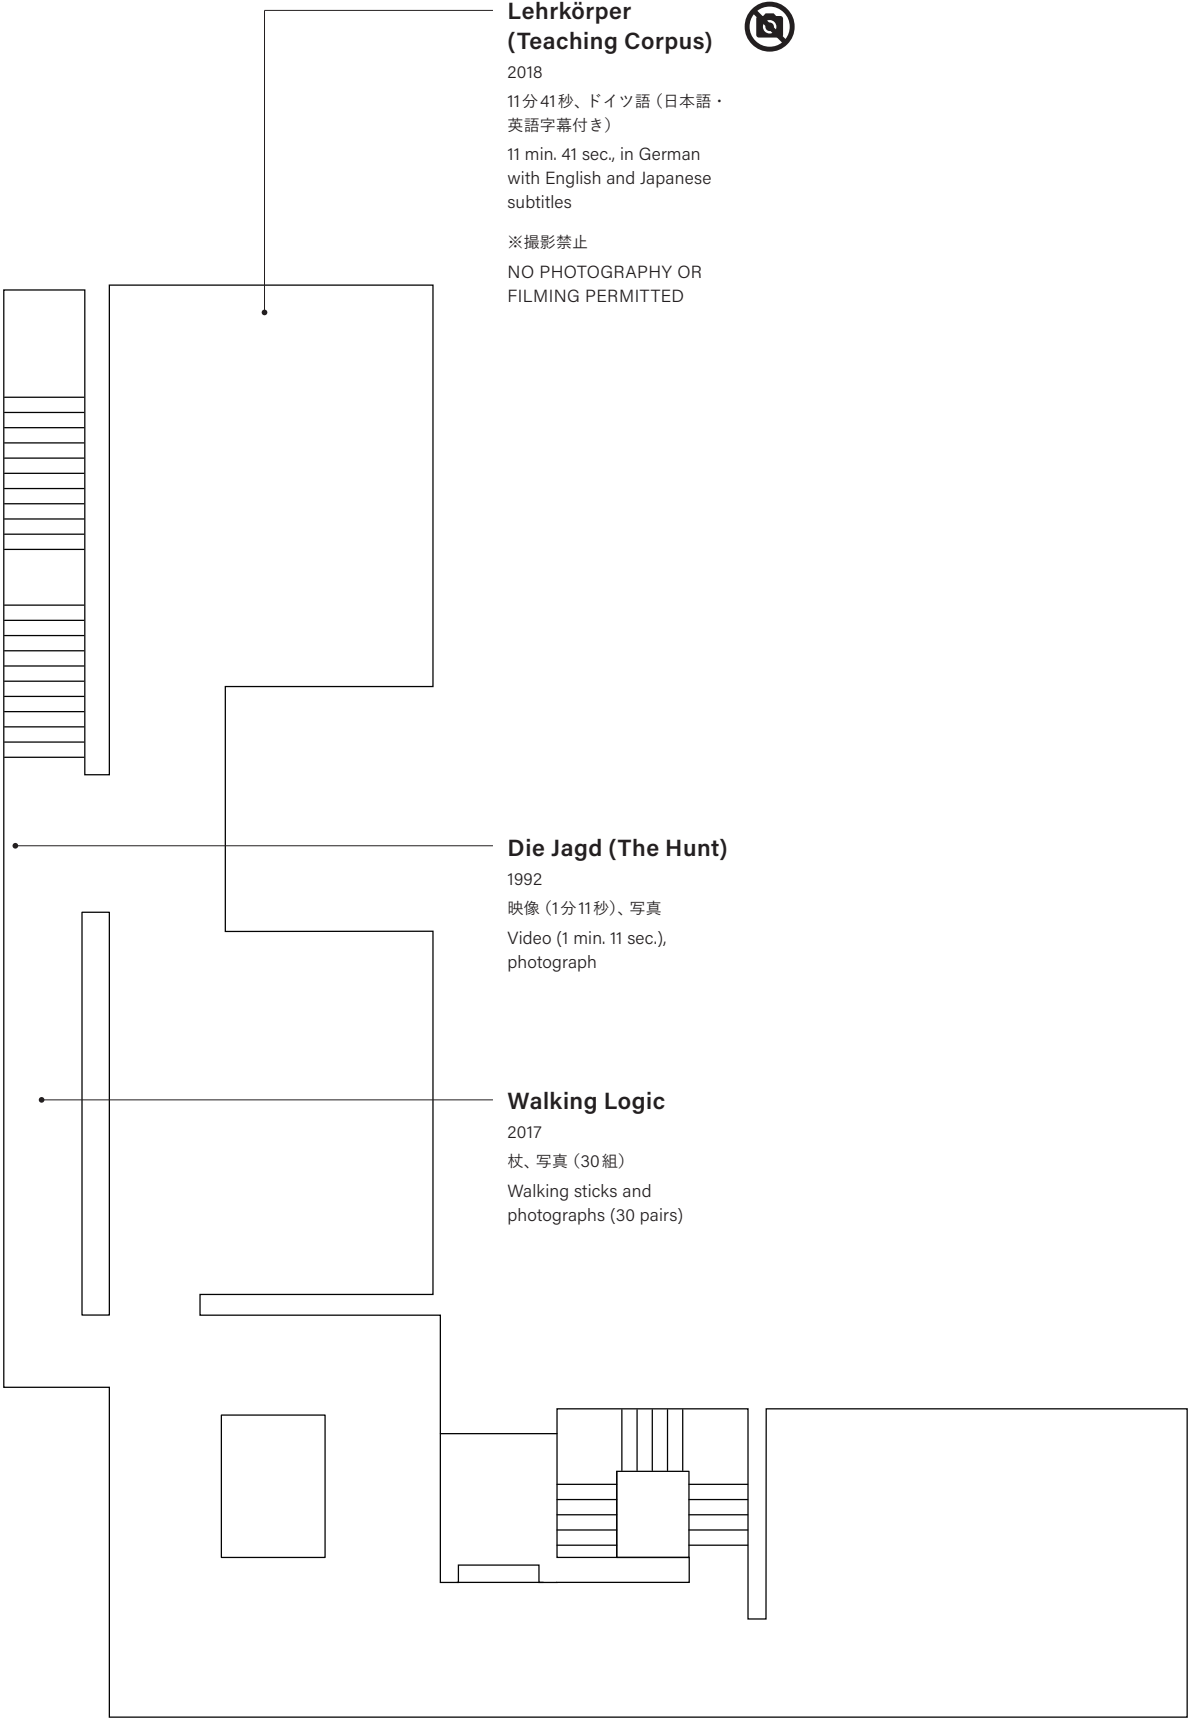 Lehrkörper
(Teaching Corpus)
2018
11分41秒、ドイツ語（日本語・
英語字幕付き）
11 min. 41 sec., in German
with English and Japanese
subtitles
※撮影禁止
NO PHOTOGRAPHY OR
FILMING PERMITTED
Die Jagd (The Hunt)
1992
映像（1分11秒）、写真
Video (1 min. 11 sec.),
photograph
Walking Logic
2017
杖、写真（30組）
Walking sticks and
photographs (30 pairs)